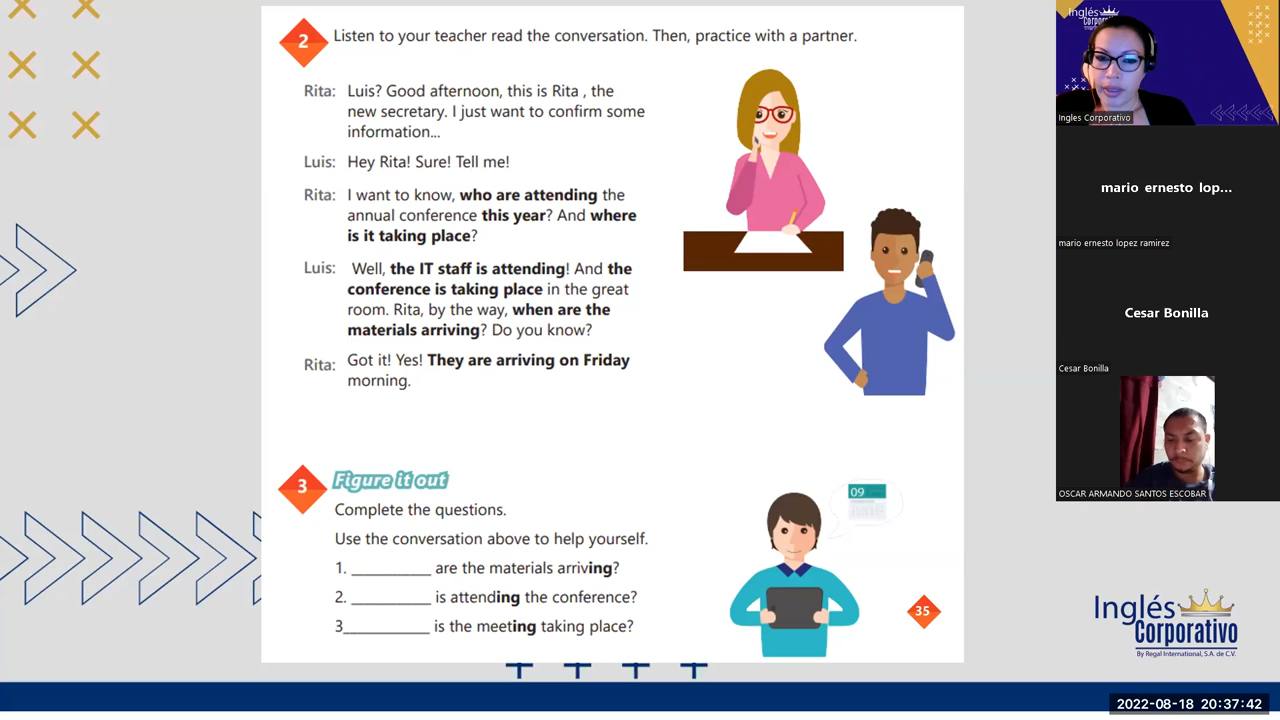 2
Listen to your teacher read the conversation. Then, practice with a partner.
Rita: Luis? Good afternoon, this is Rita , the
new secretary. I just want to confirm some
information...
Luis: Hey Rita! Sure! Tell me!
Rita: I want to know, who are attending the
annual conference this year? And where
is it taking place?
Luis: Well, the IT staff is attending! And the
conference is taking place in the great
room. Rita, by the way, when are the
materials arriving? Do you know?
Rita: Got it! Yes! They are arriving on Friday
morning.
3
Figure it out
Complete the questions.
Use the conversation above to help yourself.
1. ___________ are the materials arriving?
2. ___________ is attending the conference?
3____________ is the meeting taking place?
09
35
Inglés
Corporativo
Ingles Corporativo
mario ernesto lop...
mario ernesto lopez ramirez
Cesar Bonilla
Cesar Bonilla
OSCAR ARMANDO SANTOS ESCOBAR
Inglés
Corporativo
By Regal International, S.A. de C.V.
2022-08-18 20:37:42